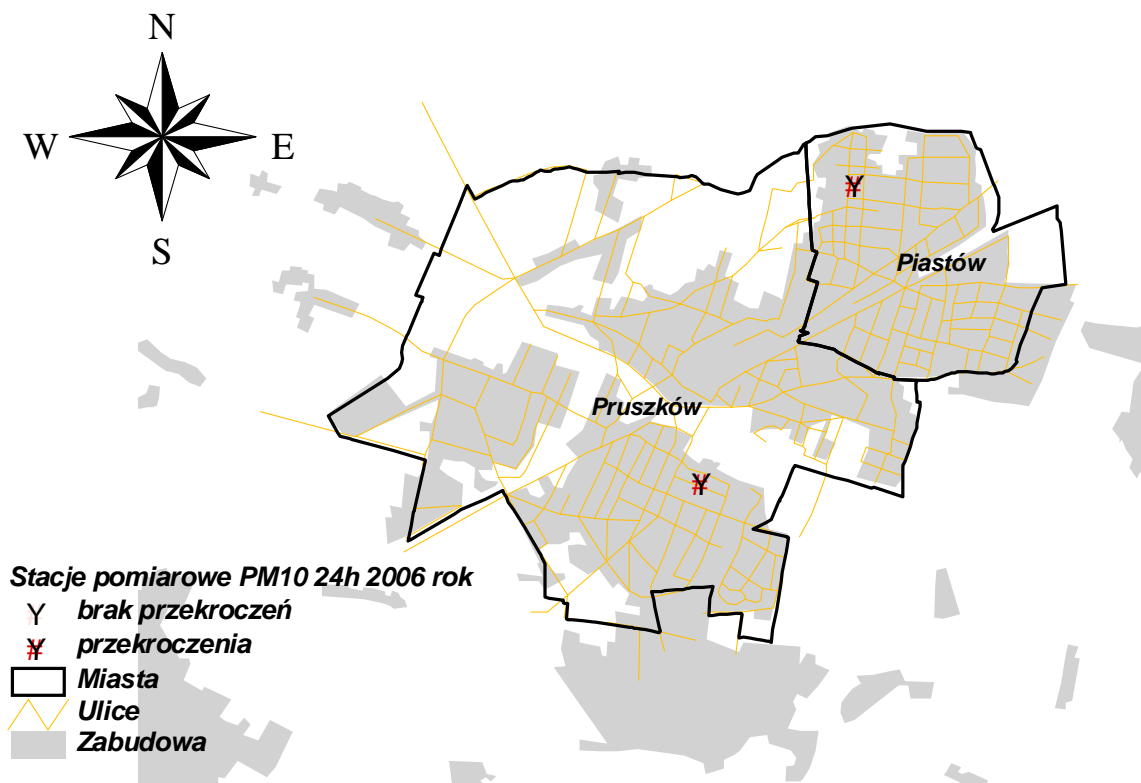 N
W E
S
Piastów
Pruszków
Stacje pomiarowe PM10 24h 2006 rok
brak przekroczeń
przekroczenia
Miasta
Ulice
Zabudowa